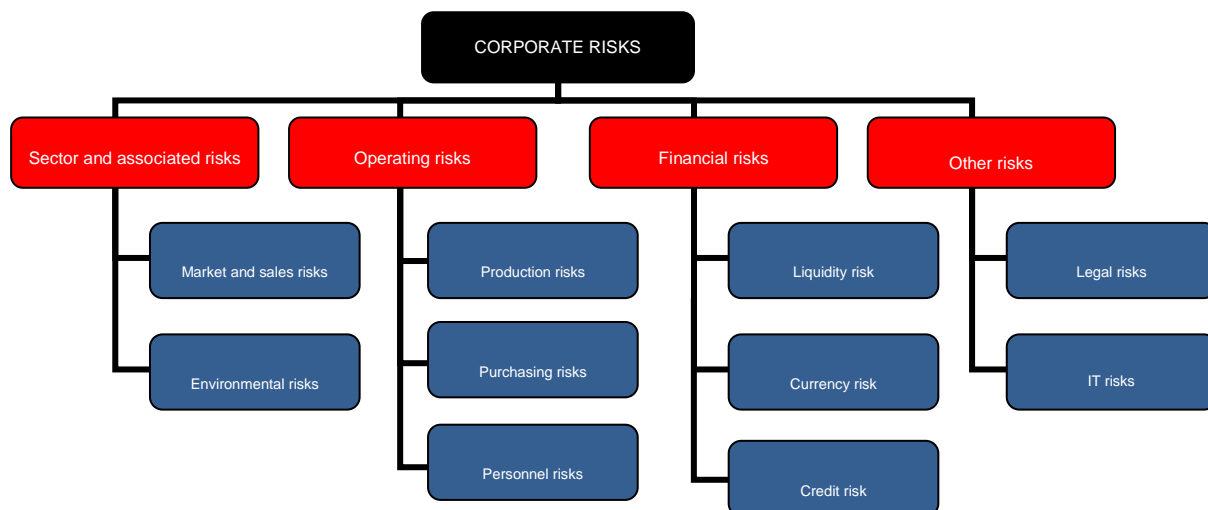 CORPORATE RISKS
Sector and associated risks
Operating risks
Financial risks
Other risks
Market and sales risks
Production risks
Liquidity risk
Legal risks
Environmental risks
Purchasing risks
Currency risk
IT risks
Personnel risks
Credit risk